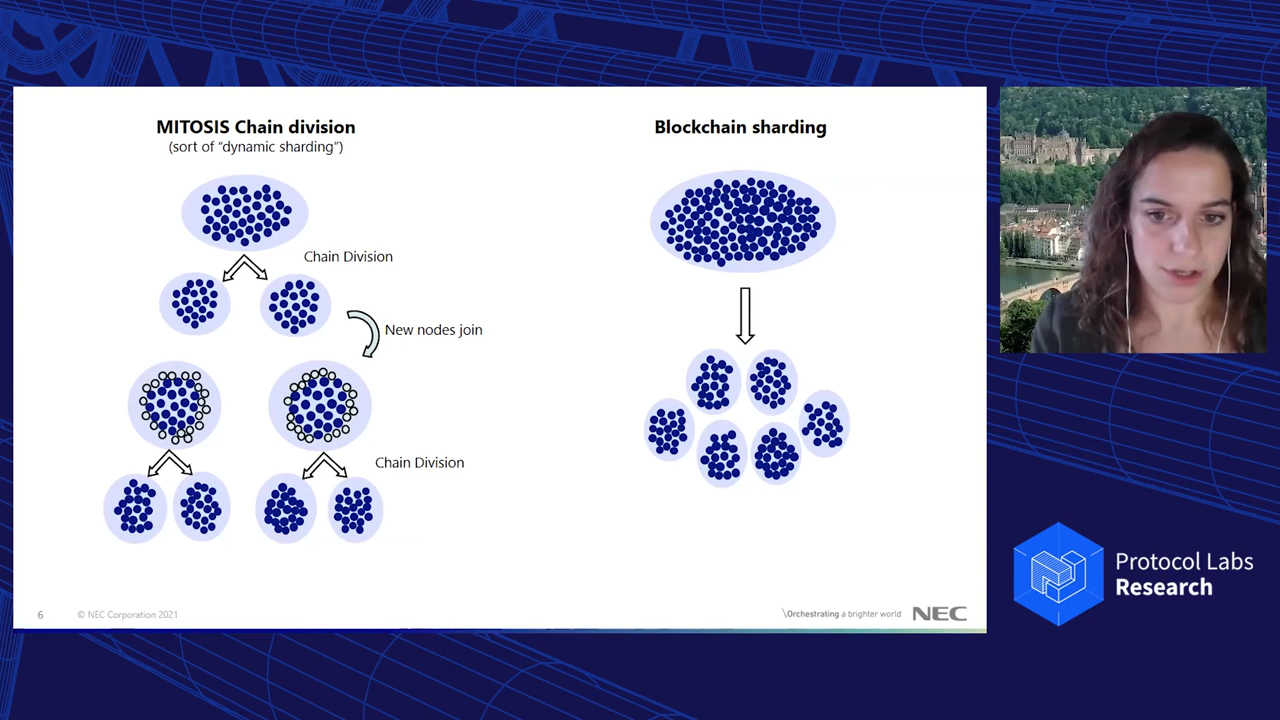 MITOSIS Chain division
(sort of “dynamic sharding”)
Chain Division
New nodes join
Chain Division
Blockchain sharding
6
© NEC Corporation 2021
\Orchestrating a brighter world
NEC
Protocol Labs
Research